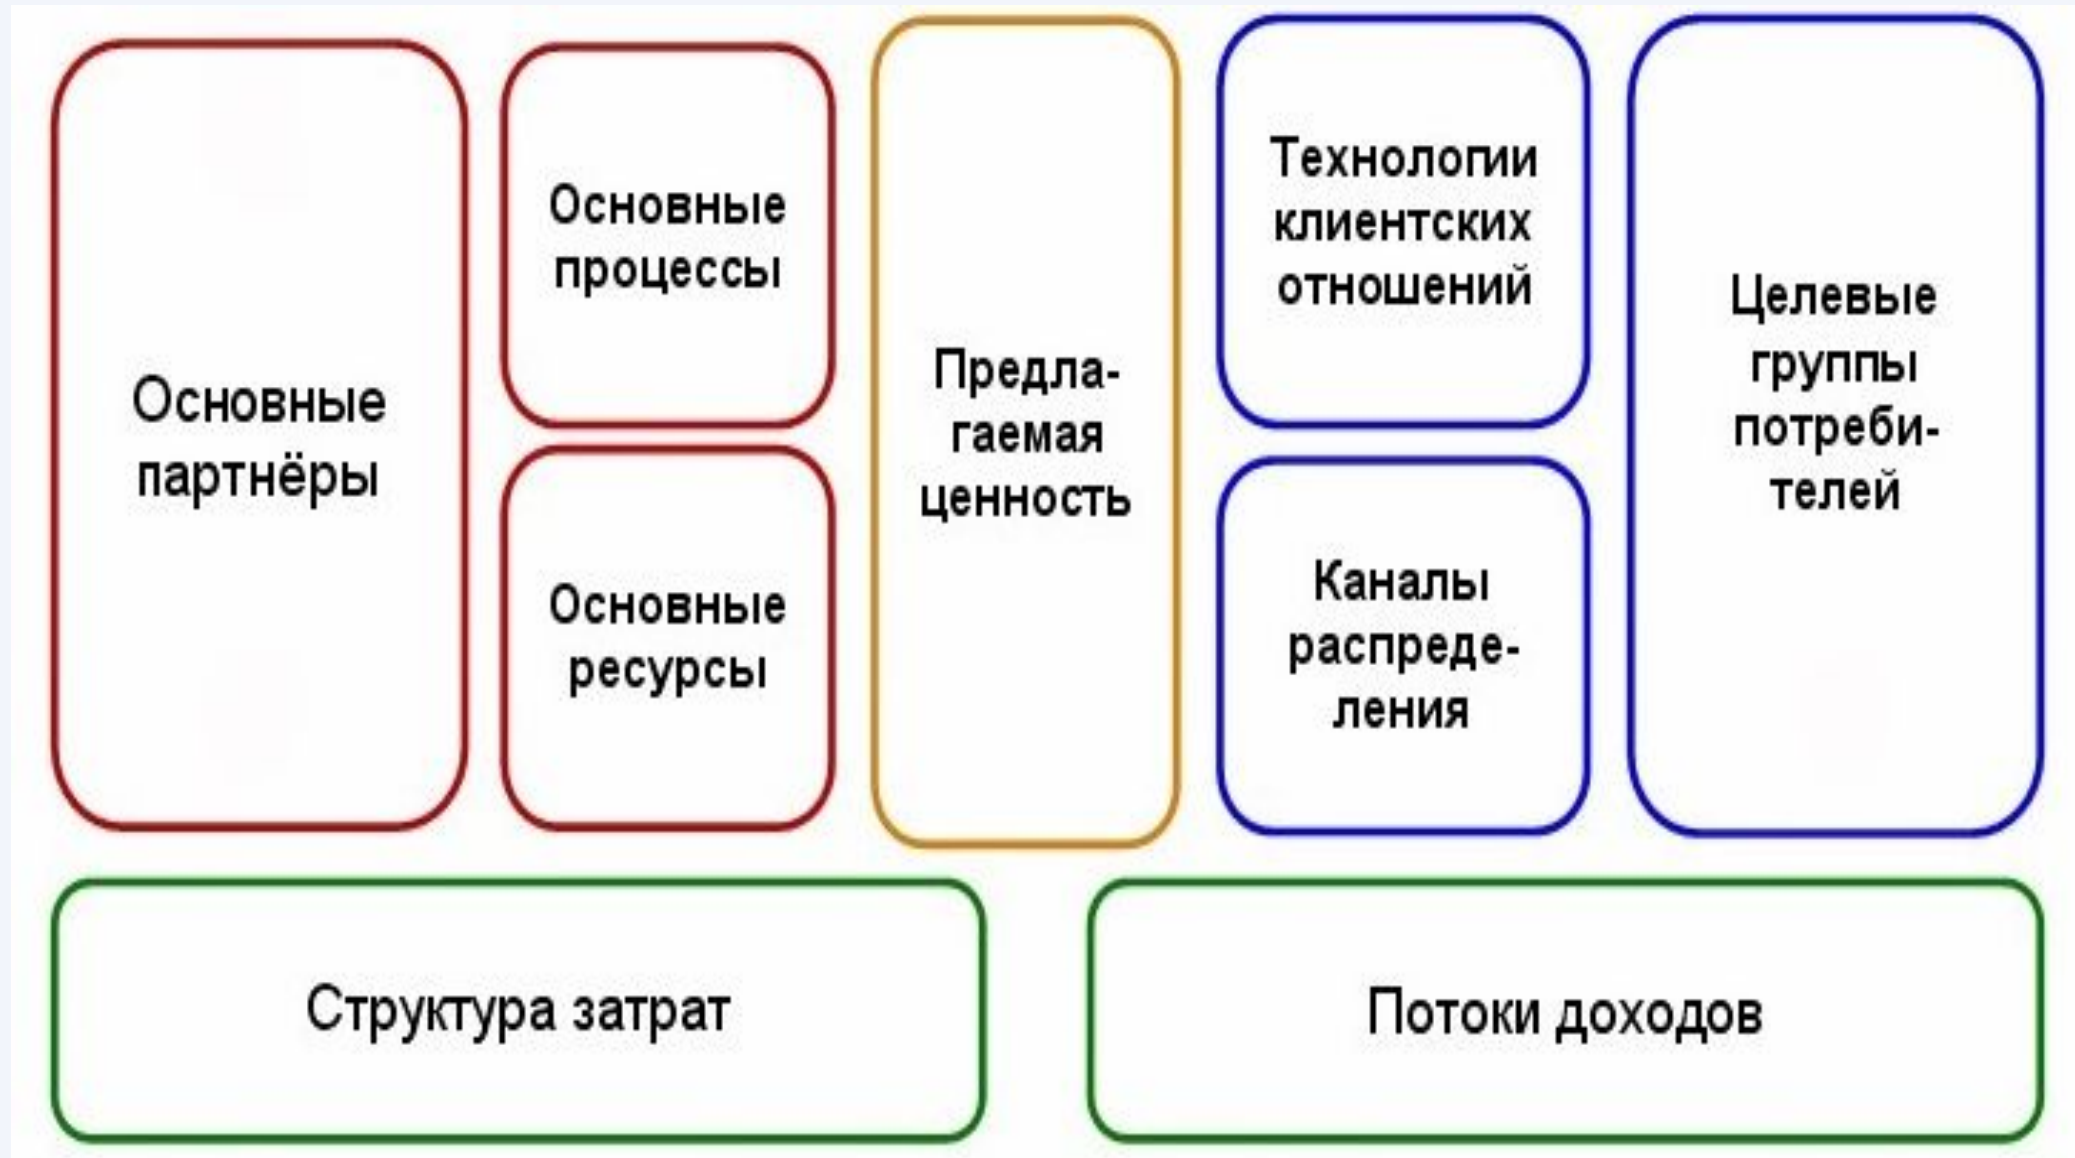 Основные
партнёры
Основные
процессы
Основные
ресурсы
Предла-
гаемая
ценность
Технологии
клиентских
отношений
Каналы
распреде-
ления
Целевые
группы
потреби-
телей
Структура затрат
Потоки доходов